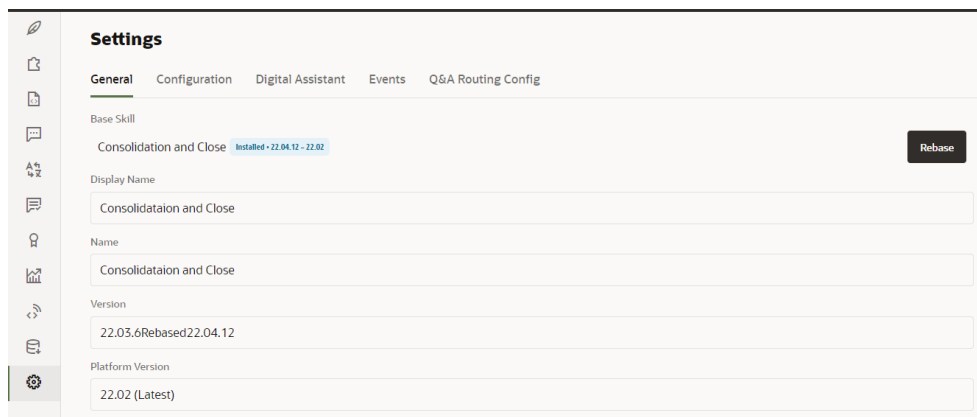 Settings
General Configuration Digital Assistant Events Q&A Routing Config
Base Skill
Consolidation and Close Installed • 22.04.12 - 22.02 Rebase
Display Name
Consolidataion and Close
Name
Consolidataion and Close
Version
22.03.6Rebased22.04.12
Platform Version
22.02 (Latest)